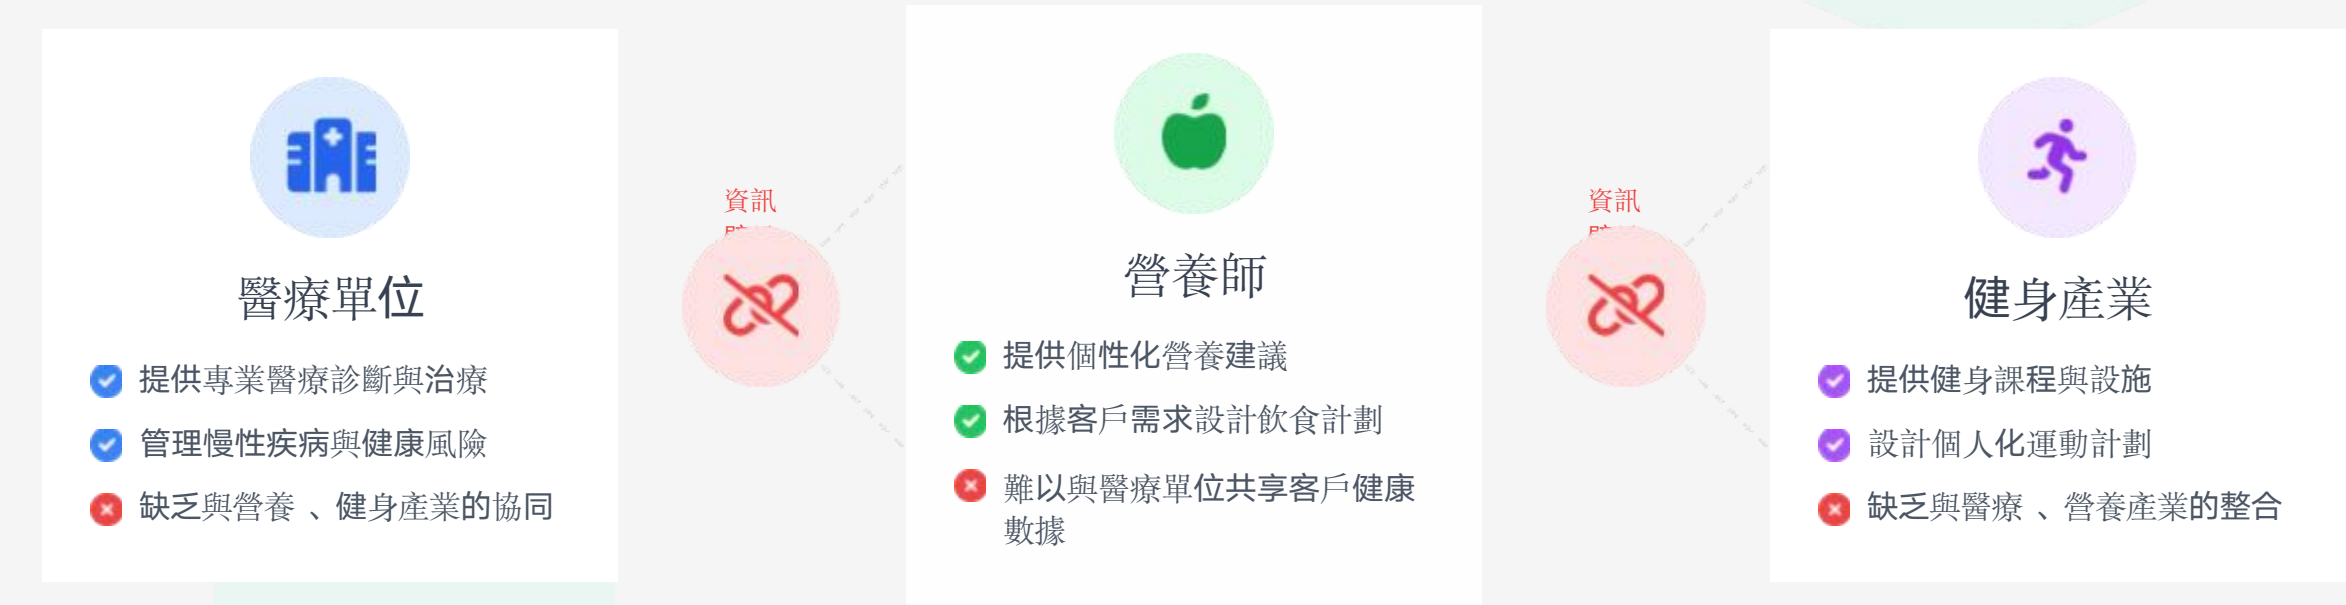 醫療單位
提供專業醫療診斷與治療
管理慢性疾病與健康風險
缺乏與營養、健身產業的協同
資訊
營養師
提供個性化營養建議
根據客戶需求設計飲食計劃
難以與醫療單位共享客戶健康
數據
資訊
健身產業
提供健身課程與設施
設計個人化運動計劃
缺乏與醫療、營養產業的整合